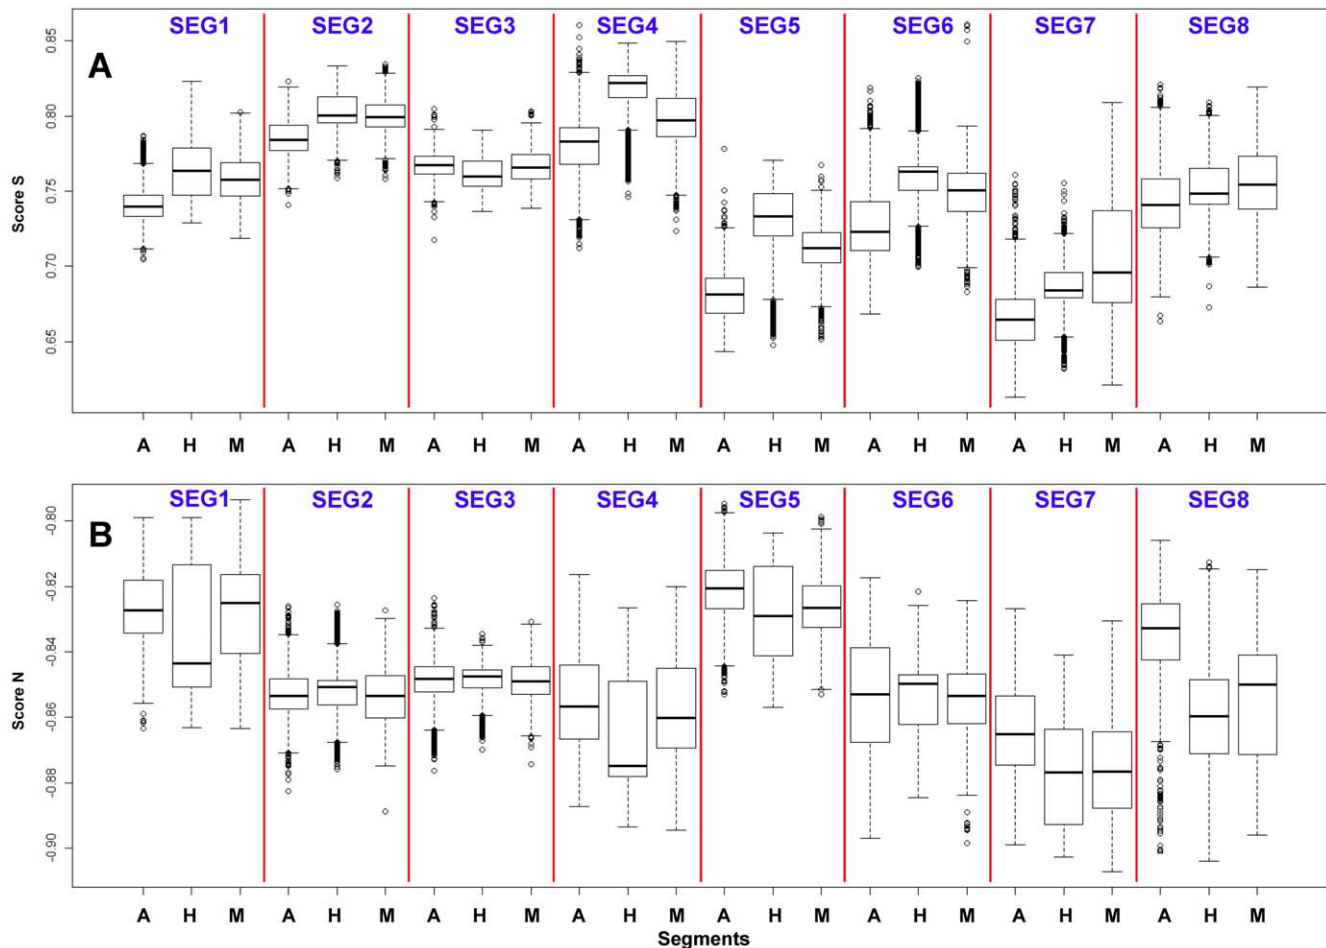 SEG1 SEG2 SEG3 SEG4 SEG5 SEG6 SEG7 SEG8
A
Score S
0.85
0.80
0.75
0.70
0.65
A H M A H M A H M A H M A H M A H M A H M A H M
SEG1 SEG2 SEG3 SEG4 SEG5 SEG6 SEG7 SEG8
B
Score N
-0.80
-0.82
-0.84
-0.86
-0.88
-0.90
A H M A H M A H M A H M A H M A H M A H M A H M
Segments